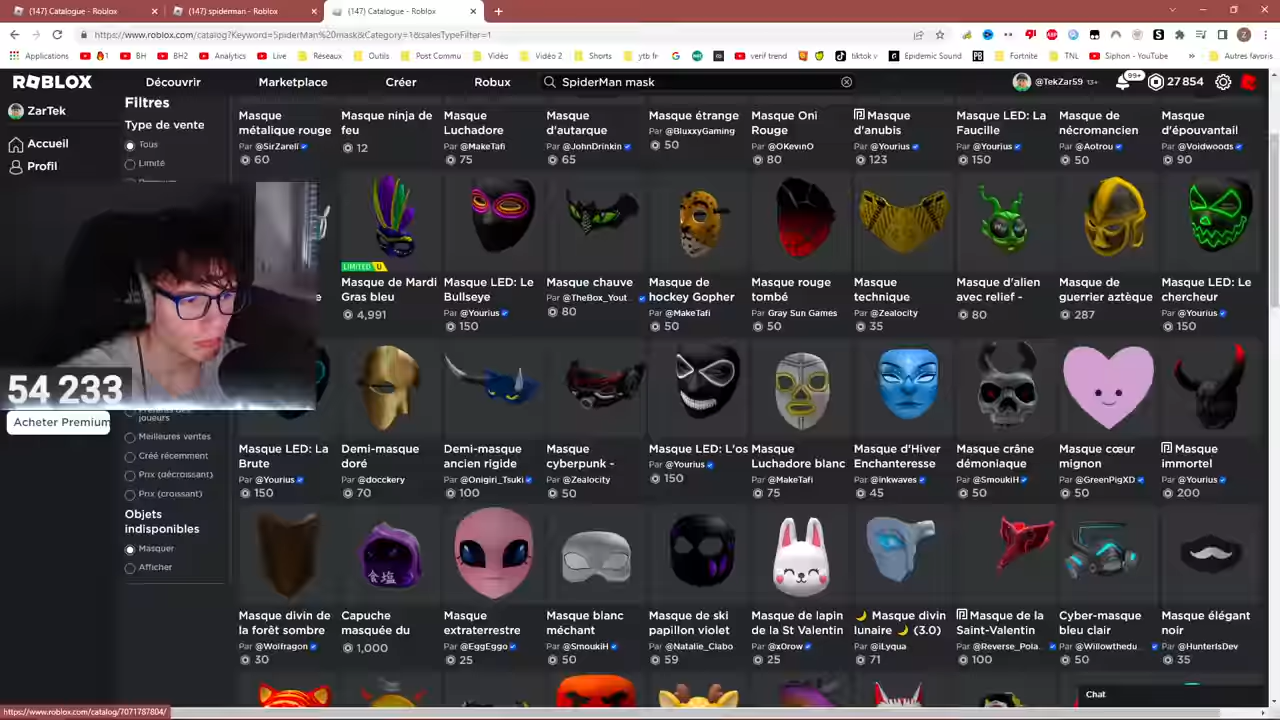 (147) Catalogue - Roblox
(147) spiderman - Roblox
(147) Catalogue - Roblox
https://www.roblox.com/catalog?Keyword=SpiderMan%20mask&Category=1&salesTypeFilter=1
Applications 1 BH BH2 Analytics Live Réseaux Outils Post Commu Vidéo Vidéo 2 Shorts ytb fr verif trend tiktok v Epidemic Sound Fortnite TNL Siphon - YouTube » Autres favoris
ROBLOX Découvrir Marketplace Créer Robux SpiderMan mask @TekZar59 13+ 99+ 27 854
ZarTek
Accueil
Profil
Filtres
Type de vente
Tous
Limité
54 233
Acheter Premium
joueurs
Meilleures ventes
Créé récemment
Prix (décroissant)
Prix (croissant)
Objets
indisponibles
Masquer
Afficher
Masque métalique rouge
Par @SirZareli
60
Masque ninja de feu
12
Masque Luchadore
Par @MakeTafi
75
Masque d'autarque
Par @JohnDrinkin
65
Masque étrange
Par @BluxxyGaming
50
Masque Oni Rouge
Par @OKevinO
80
Masque d'anubis
Par @Yourius
123
Masque LED: La Faucille
Par @Yourius
150
Masque de nécromancien
Par @Aotrou
50
Masque d'épouvantail
Par @Voidwoods
90
LIMITED U
Masque de Mardi Gras bleu
4,991
Masque LED: Le Bullseye
Par @Yourius
150
Masque chauve
Par @TheBox_Yout...
80
Masque de hockey Gopher
Par @MakeTafi
50
Masque rouge tombé
Par Gray Sun Games
50
Masque technique
Par @Zealocity
35
Masque d'alien avec relief -
80
Masque de guerrier aztèque
287
Masque LED: Le chercheur
Par @Yourius
150
Masque LED: La Brute
Par @Yourius
150
Demi-masque doré
Par @docckery
70
Demi-masque ancien rigide
Par @Onigiri_Tsuki
100
Masque cyberpunk -
Par @Zealocity
50
Masque LED: L'os
Par @Yourius
150
Masque Luchadore blanc
Par @MakeTafi
75
Masque d'Hiver Enchanteresse
Par @inkwaves
45
Masque crâne démoniaque
Par @SmoukiH
50
Masque cœur mignon
Par @GreenPigXD
50
Masque immortel
Par @Yourius
200
食塩
Masque divin de la forêt sombre
Par @Wolfragon
30
Capuche masquée du
1,000
Masque extraterrestre
Par @EggEggo
25
Masque blanc méchant
Par @SmoukiH
50
Masque de ski papillon violet
Par @Natalie_Clabo
59
Masque de lapin de la St Valentin
Par @x0row
25
🌙 Masque divin lunaire 🌙 (3.0)
Par @iLyqua
71
Masque de la Saint-Valentin
Par @Reverse_Pola...
100
Cyber-masque bleu clair
Par @Willowthedu...
50
Masque élégant noir
Par @HunterIsDev
35
Chat
https://www.roblox.com/catalog/7071787804/